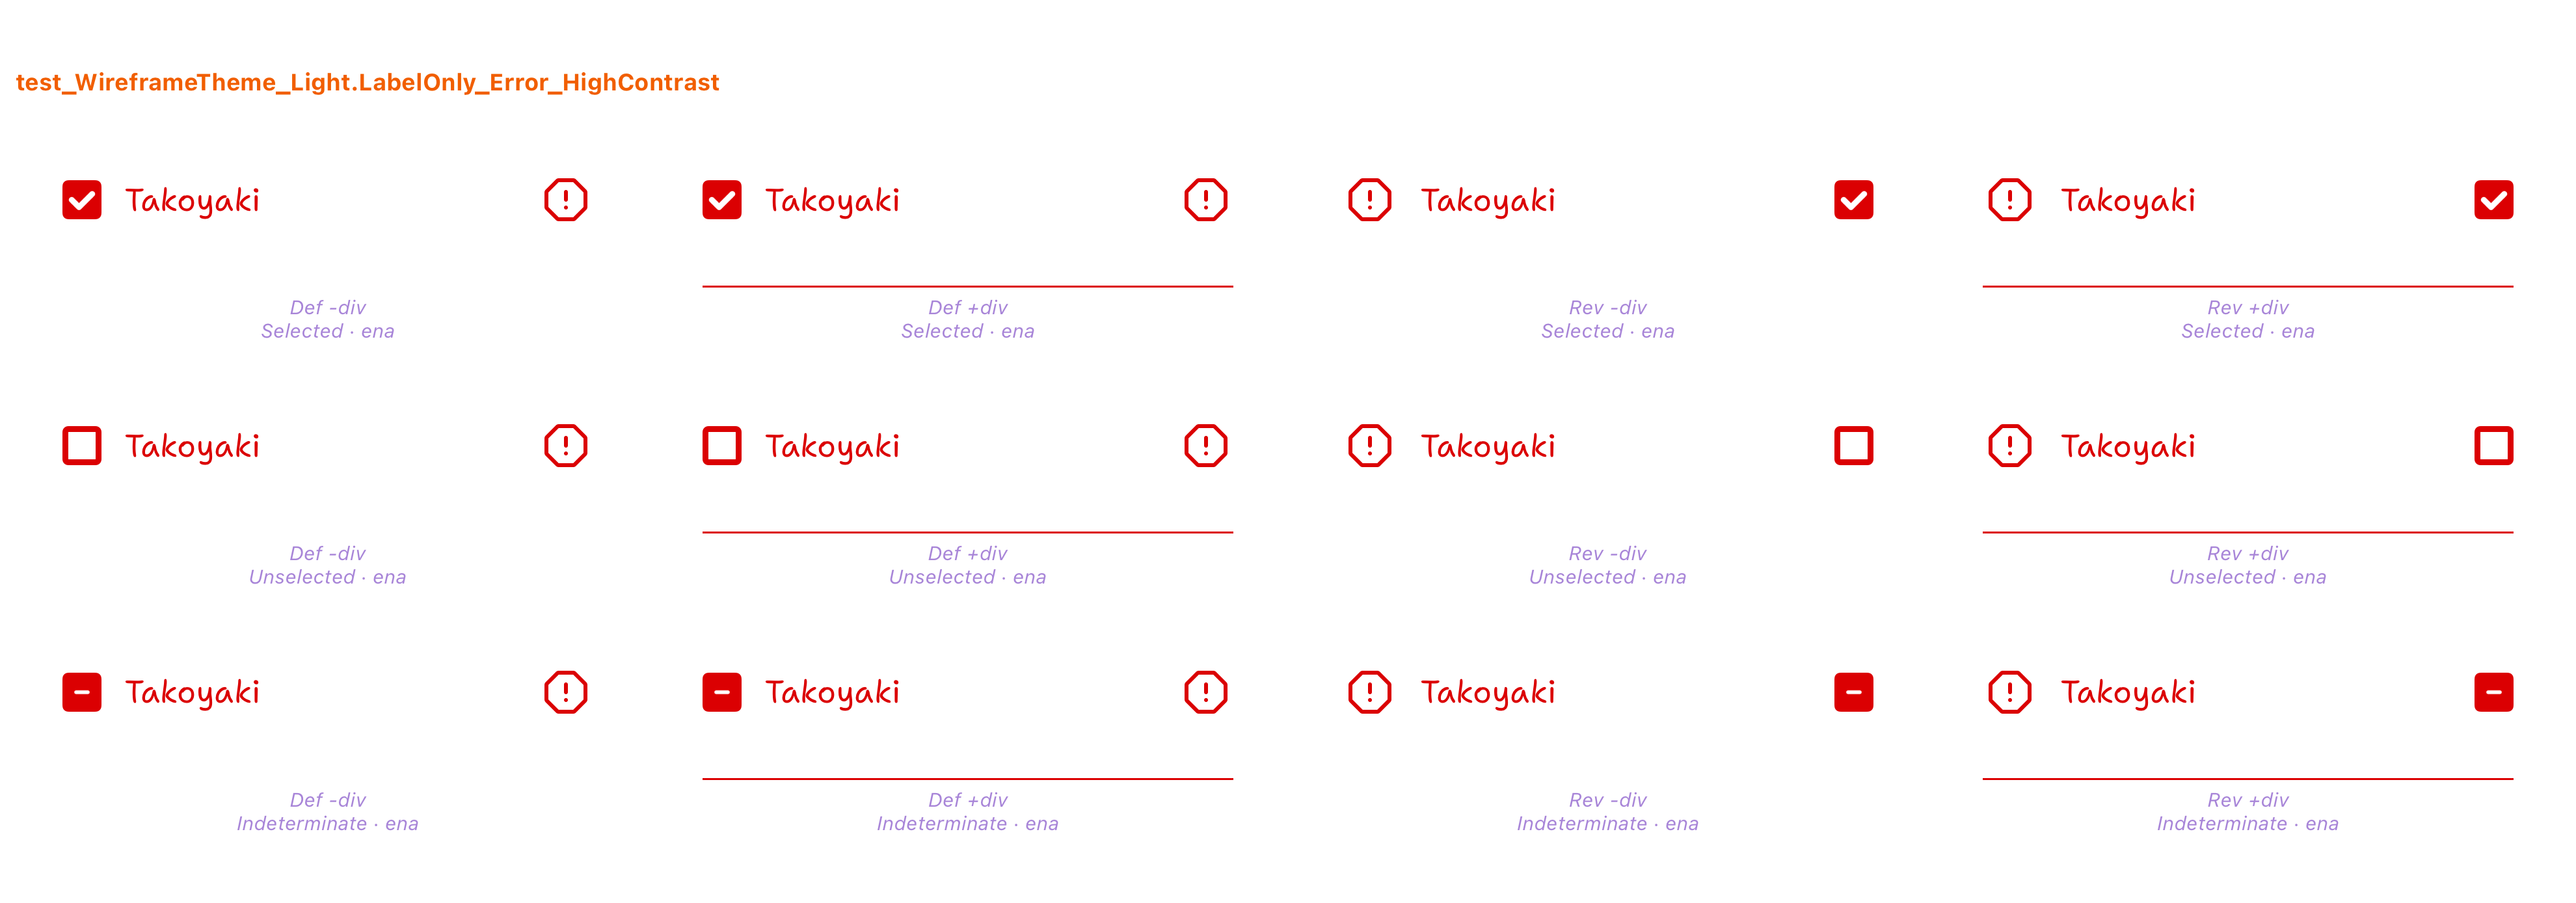 test_WireframeTheme_Light.LabelOnly_Error_HighContrast
Takoyaki
Takoyaki
Takoyaki
Takoyaki
Def -div
Selected · ena
Def +div
Selected · ena
Rev -div
Selected · ena
Rev +div
Selected · ena
Takoyaki
Takoyaki
Takoyaki
Takoyaki
Def -div
Unselected · ena
Def +div
Unselected · ena
Rev -div
Unselected · ena
Rev +div
Unselected · ena
Takoyaki
Takoyaki
Takoyaki
Takoyaki
Def -div
Indeterminate · ena
Def +div
Indeterminate · ena
Rev -div
Indeterminate · ena
Rev +div
Indeterminate · ena